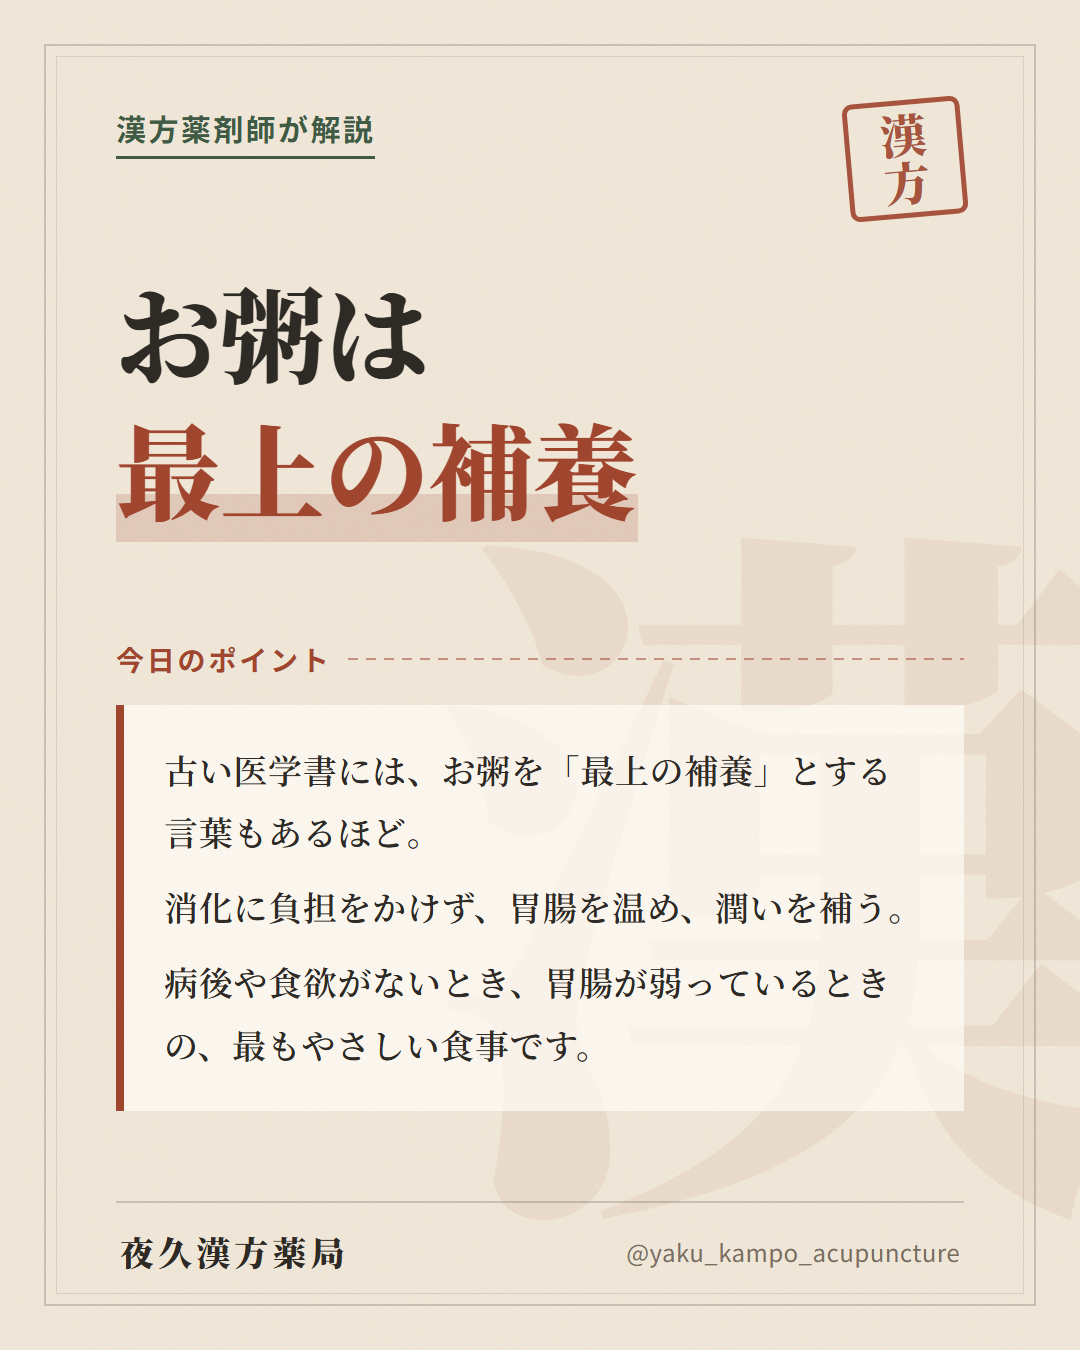 漢方薬剤師が解説
漢方
お粥は
最上の補養
今日のポイント
古い医学書には、お粥を「最上の補養」とする
言葉もあるほど。
消化に負担をかけず、胃腸を温め、潤いを補う。
病後や食欲がないとき、胃腸が弱っているとき
の、最もやさしい食事です。
漢
夜久漢方薬局
@yaku_kampo_acupuncture